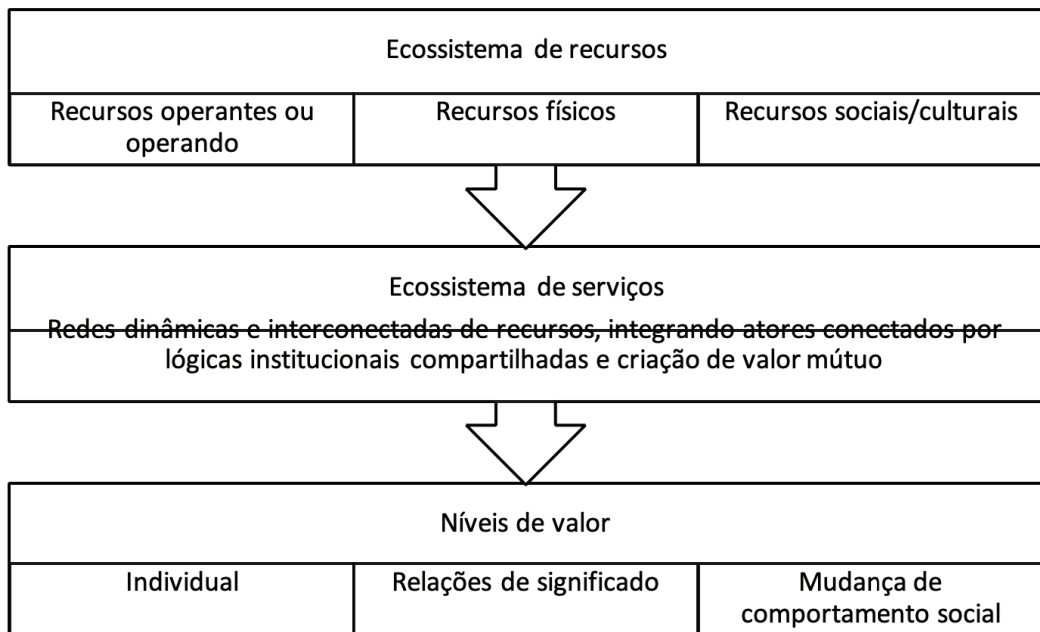 Ecossistema de recursos
Recursos operantes ou
operando
Recursos físicos
Recursos sociais/culturais
Ecossistema de serviços
Redes dinâmicas e interconectadas de recursos, integrando atores conectados por
lógicas institucionais compartilhadas e criação de valor mútuo
Níveis de valor
Individual
Relações de significado
Mudança de
comportamento social